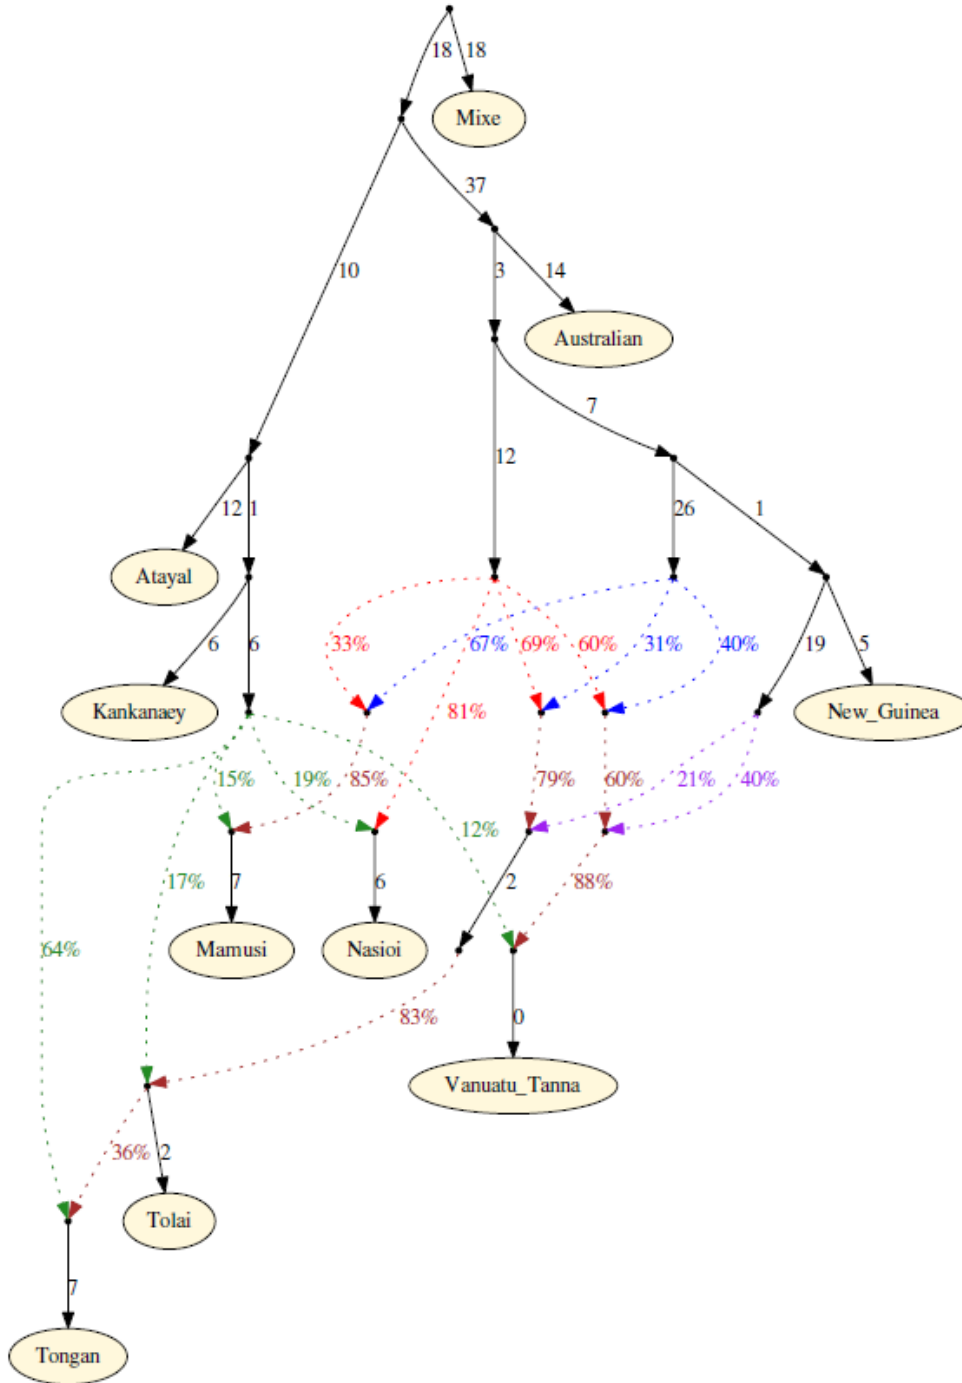 18 18
Mixe
37
10 3 14
Australian
7
12
12 1 26 1
Atayal
6 6 33% 67% 69% 60% 31% 40% 19 5
Kankanaey 81% New_Guinea
15% 19% 85% 79% 60% 21% 40%
12%
17% 7 6 2 88%
64% Mamusi Nasioi
83% 0
Vanuatu_Tanna
36% 2
Tolai
7
Tongan